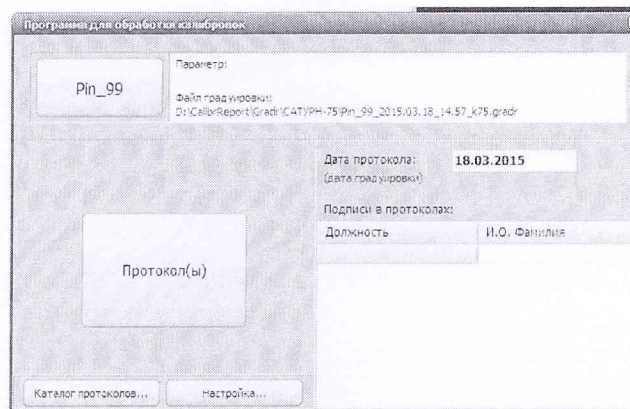 Программа для обработки калибровок
Pin_99
Параметр:
Файл градуировки:
D:\CalibrReport\Gradr\САТУРН-75\Pin_99_2015.03.18_14.57_k75.gradr
Дата протокола: 18.03.2015
(дата градуировки)
Подписи в протоколах:
Должность И.О. Фамилия
Протокол(ы)
Каталог протоколов... Настройка...